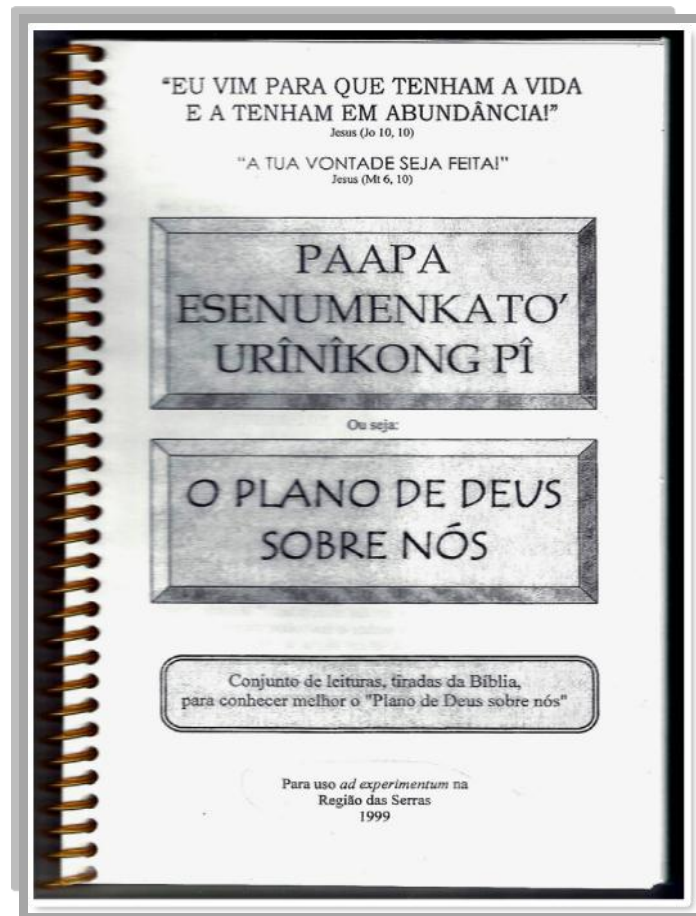 “EU VIM PARA QUE TENHAM A VIDA
E A TENHAM EM ABUNDÂNCIA!”
Jesus (Jo 10, 10)
“A TUA VONTADE SEJA FEITA!”
Jesus (Mt 6, 10)
PAAPA
ESENUMENKATO’
URÎNÎKONG PÎ
Ou seja:
O PLANO DE DEUS
SOBRE NÓS
Conjunto de leituras, tiradas da Bíblia,
para conhecer melhor o "Plano de Deus sobre nós"
Para uso ad experimentum na
Região das Serras
1999